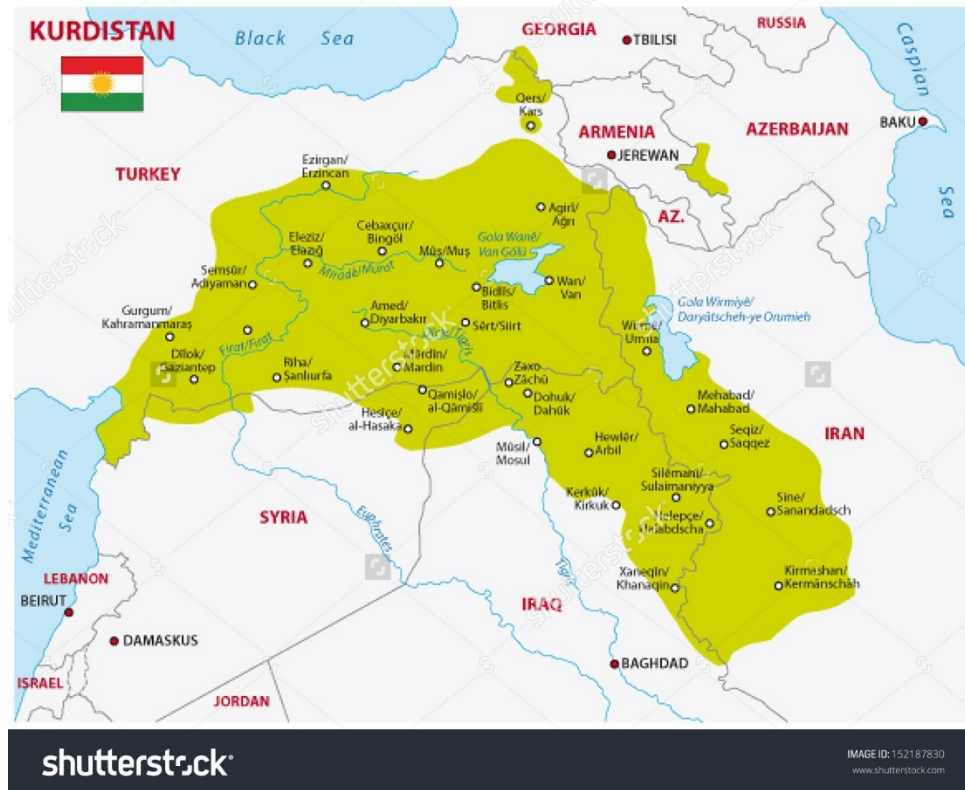 KURDISTAN
Black Sea
GEORGIA
TBILISI
RUSSIA
Caspian
Sea
Qers/
Kars
ARMENIA
JEREWAN
AZERBAIJAN
BAKU
TURKEY
Ezirgan/
Erzincan
AZ.
Agirî/
Ağrı
Cebaxçur/
Bingöl
Eleziz/
Elazığ
Gola Wanê/
Van Gölü
Mûş/Muş
Miradê/Murat
Semsûr/
Adıyaman
Bidlîs/
Bitlis
Wan/
Van
Gola Wirmiyê/
Daryâtscheh-ye Orumieh
Gurgum/
Kahramanmaraş
Amed/
Diyarbakır
Sêrt/Siirt
Firat/Fırat
Dîlok/
Gaziantep
Riha/
Şanlıurfa
Mêrdîn/
Mardin
Zaxo
Zâchû
Qamişlo/
al-Qâmişlî
Dohuk/
Dahûk
Mehabad/
Mahabad
Hesîçe/
al-Hasaka
Seqiz/
Saqqez
IRAN
Mûsil/
Mosul
Hewlêr/
Arbil
Silêmanî/
Sulaimaniyya
Kerkûk/
Kirkuk
Sine/
Sanandadsch
Helepçe/
Halabdscha
Mediterranean
Sea
SYRIA
Euphrates
Tigris
Xaneqîn/
Khanaqin
Kirmashan/
Kermânschâh
LEBANON
BEIRUT
IRAQ
DAMASKUS
BAGHDAD
ISRAEL
JORDAN
shutterstock
IMAGE ID: 152187830
www.shutterstock.com